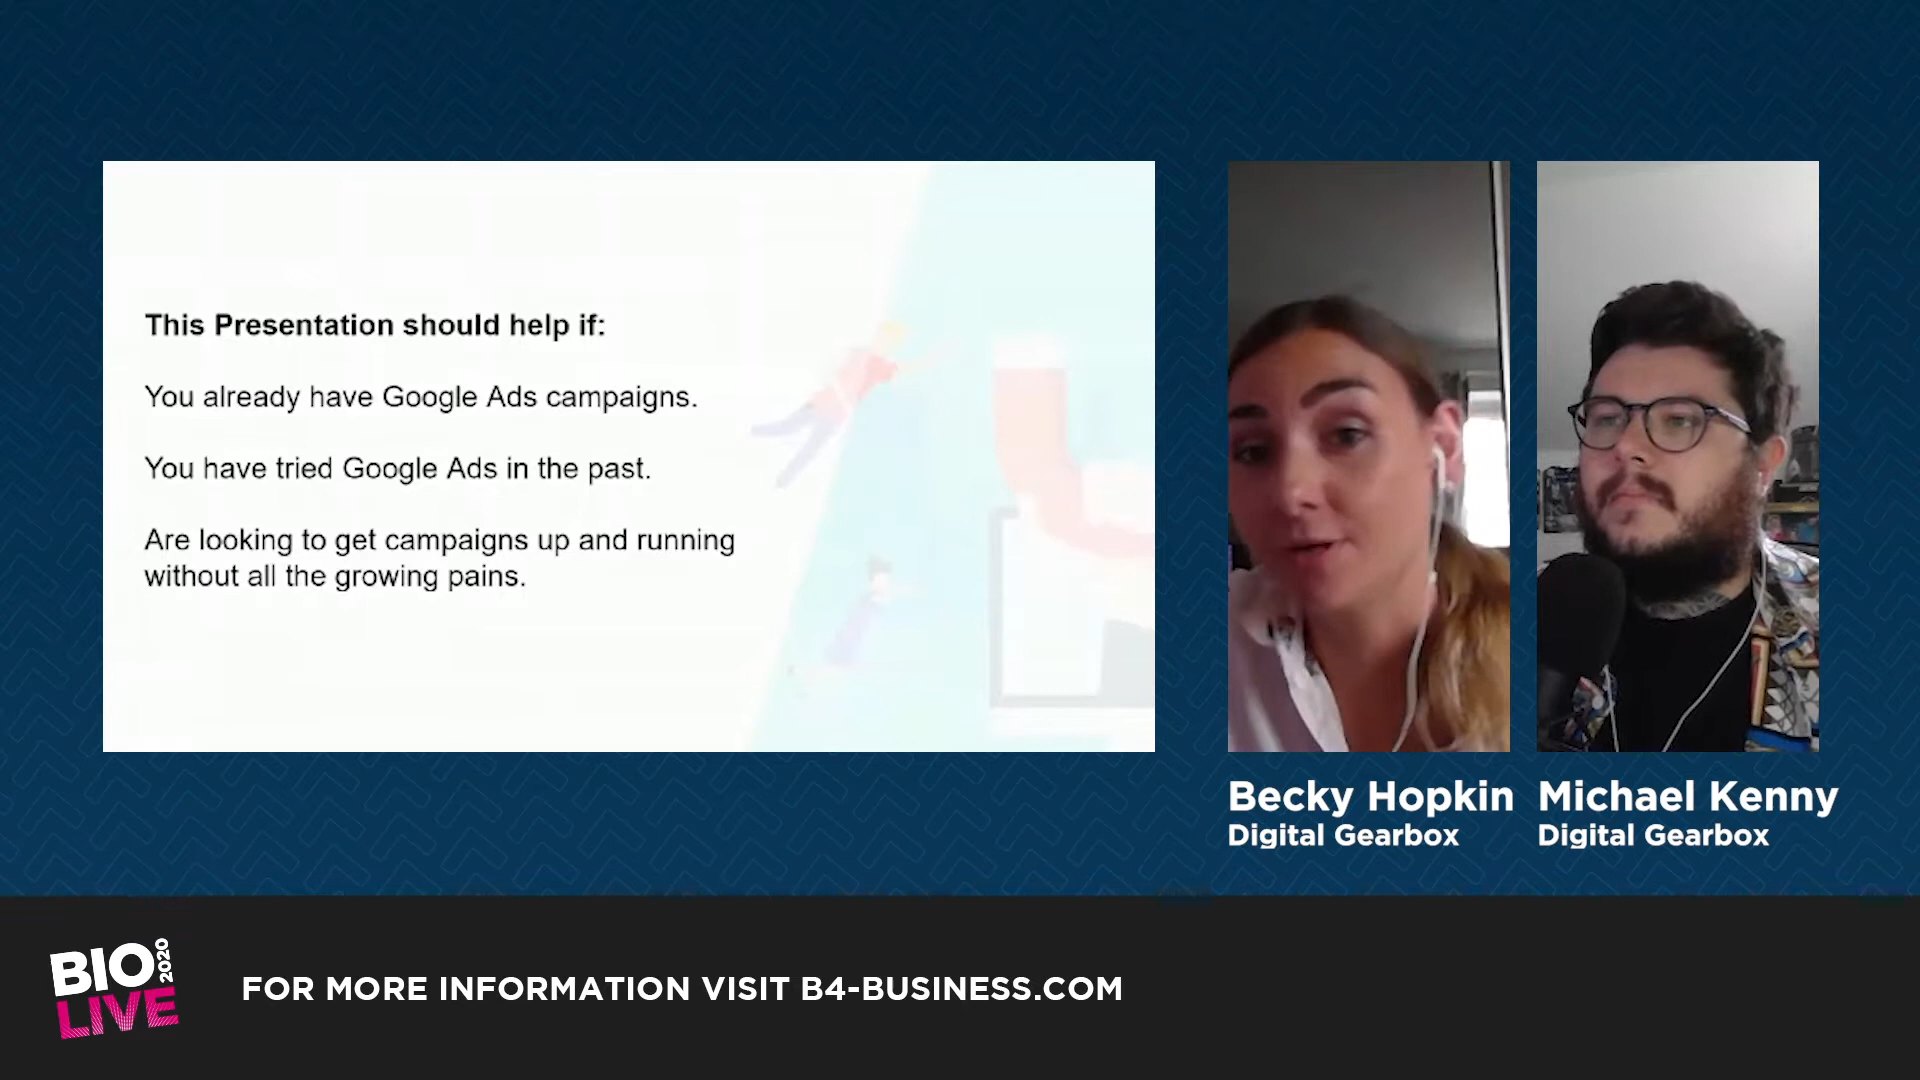 This Presentation should help if:
You already have Google Ads campaigns.
You have tried Google Ads in the past.
Are looking to get campaigns up and running
without all the growing pains.
Becky Hopkin
Digital Gearbox
Michael Kenny
Digital Gearbox
BIO 2020
LIVE
FOR MORE INFORMATION VISIT B4-BUSINESS.COM